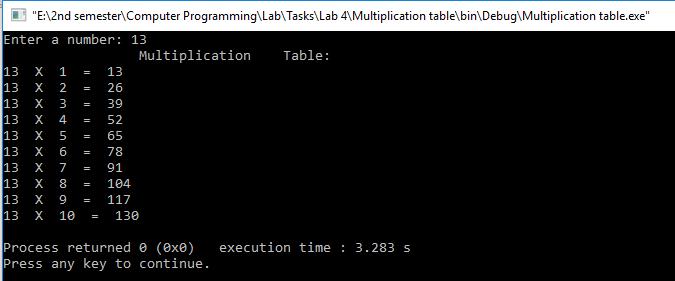 "E:\2nd semester\Computer Programming\Lab\Tasks\Lab 4\Multiplication table\bin\Debug\Multiplication table.exe"
Enter a number: 13
                 Multiplication    Table:
13  X  1  =  13
13  X  2  =  26
13  X  3  =  39
13  X  4  =  52
13  X  5  =  65
13  X  6  =  78
13  X  7  =  91
13  X  8  =  104
13  X  9  =  117
13  X  10  =  130

Process returned 0 (0x0)   execution time : 3.283 s
Press any key to continue.